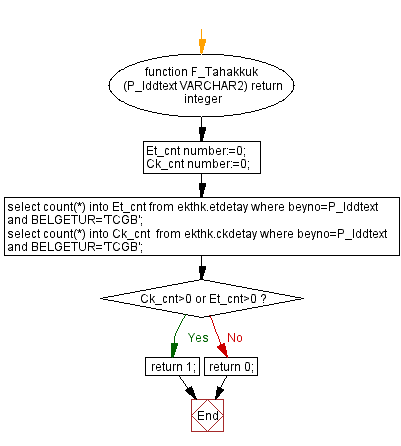 function F_Tahakkuk
(P_Iddtext VARCHAR2) return
integer
Et_cnt number:=0;
Ck_cnt number:=0;
select count(*) into Et_cnt from ekthk.etdetay where beyno=P_Iddtext
and BELGETUR='TCGB';
select count(*) into Ck_cnt  from ekthk.ckdetay where beyno=P_Iddtext
and BELGETUR='TCGB';
Ck_cnt>0 or Et_cnt>0 ?
Yes
No
return 1;
return 0;
End